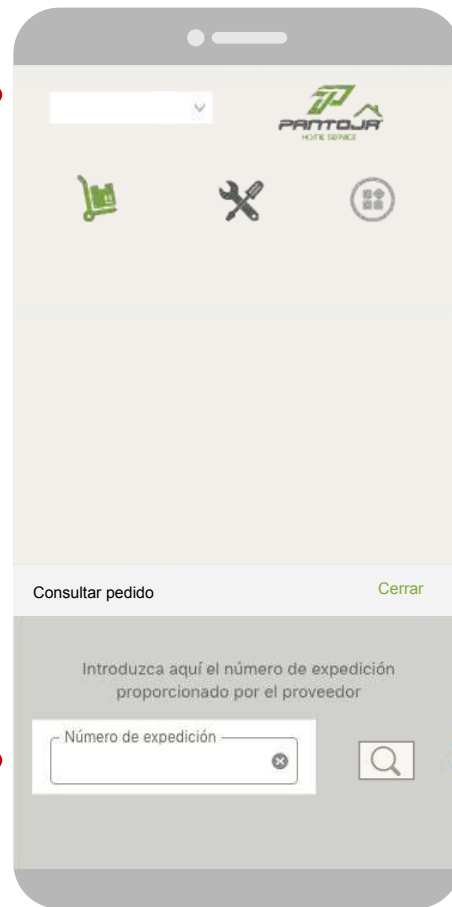 PANTOJA
HOME SERVICE
Consultar pedido
Cerrar
Introduzca aquí el número de expedición
proporcionado por el proveedor
Número de expedición